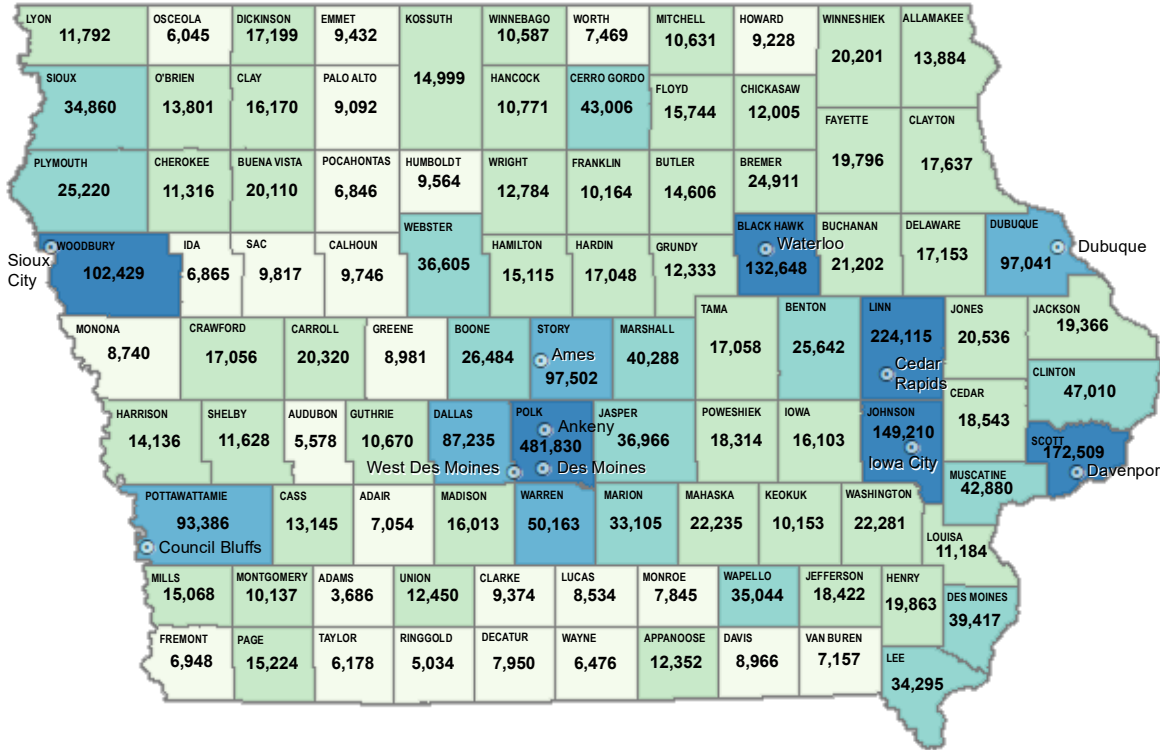 LYON
11,792
OSCEOLA
6,045
DICKINSON
17,199
EMMET
9,432
KOSSUTH
14,999
WINNEBAGO
10,587
WORTH
7,469
MITCHELL
10,631
HOWARD
9,228
WINNESHIEK
20,201
ALLAMAKEE
13,884
SIOUX
34,860
O'BRIEN
13,801
CLAY
16,170
PALO ALTO
9,092
HANCOCK
10,771
CERRO GORDO
43,006
FLOYD
15,744
CHICKASAW
12,005
FAYETTE
19,796
CLAYTON
17,637
PLYMOUTH
25,220
CHEROKEE
11,316
BUENA VISTA
20,110
POCAHONTAS
6,846
HUMBOLDT
9,564
WRIGHT
12,784
FRANKLIN
10,164
BUTLER
14,606
BREMER
24,911
WOODBURY
102,429
Sioux
City
IDA
6,865
SAC
9,817
CALHOUN
9,746
WEBSTER
36,605
HAMILTON
15,115
HARDIN
17,048
GRUNDY
12,333
BLACK HAWK
Waterloo
132,648
BUCHANAN
21,202
DELAWARE
17,153
DUBUQUE
97,041
Dubuque
MONONA
8,740
CRAWFORD
17,056
CARROLL
20,320
GREENE
8,981
BOONE
26,484
STORY
Ames
97,502
MARSHALL
40,288
TAMA
17,058
BENTON
25,642
LINN
224,115
Cedar
Rapids
JONES
20,536
JACKSON
19,366
CLINTON
47,010
HARRISON
14,136
SHELBY
11,628
AUDUBON
5,578
GUTHRIE
10,670
DALLAS
87,235
West Des Moines
POLK
Ankeny
481,830
Des Moines
JASPER
36,966
POWESHIEK
18,314
IOWA
16,103
JOHNSON
149,210
Iowa City
CEDAR
18,543
SCOTT
172,509
Davenpor
MUSCATINE
42,880
POTTAWATTAMIE
93,386
Council Bluffs
CASS
13,145
ADAIR
7,054
MADISON
16,013
WARREN
50,163
MARION
33,105
MAHASKA
22,235
KEOKUK
10,153
WASHINGTON
22,281
LOUISA
11,184
MILLS
15,068
MONTGOMERY
10,137
ADAMS
3,686
UNION
12,450
CLARKE
9,374
LUCAS
8,534
MONROE
7,845
WAPELLO
35,044
JEFFERSON
18,422
HENRY
19,863
DES MOINES
39,417
FREMONT
6,948
PAGE
15,224
TAYLOR
6,178
RINGGOLD
5,034
DECATUR
7,950
WAYNE
6,476
APPANOOSE
12,352
DAVIS
8,966
VAN BUREN
7,157
LEE
34,295